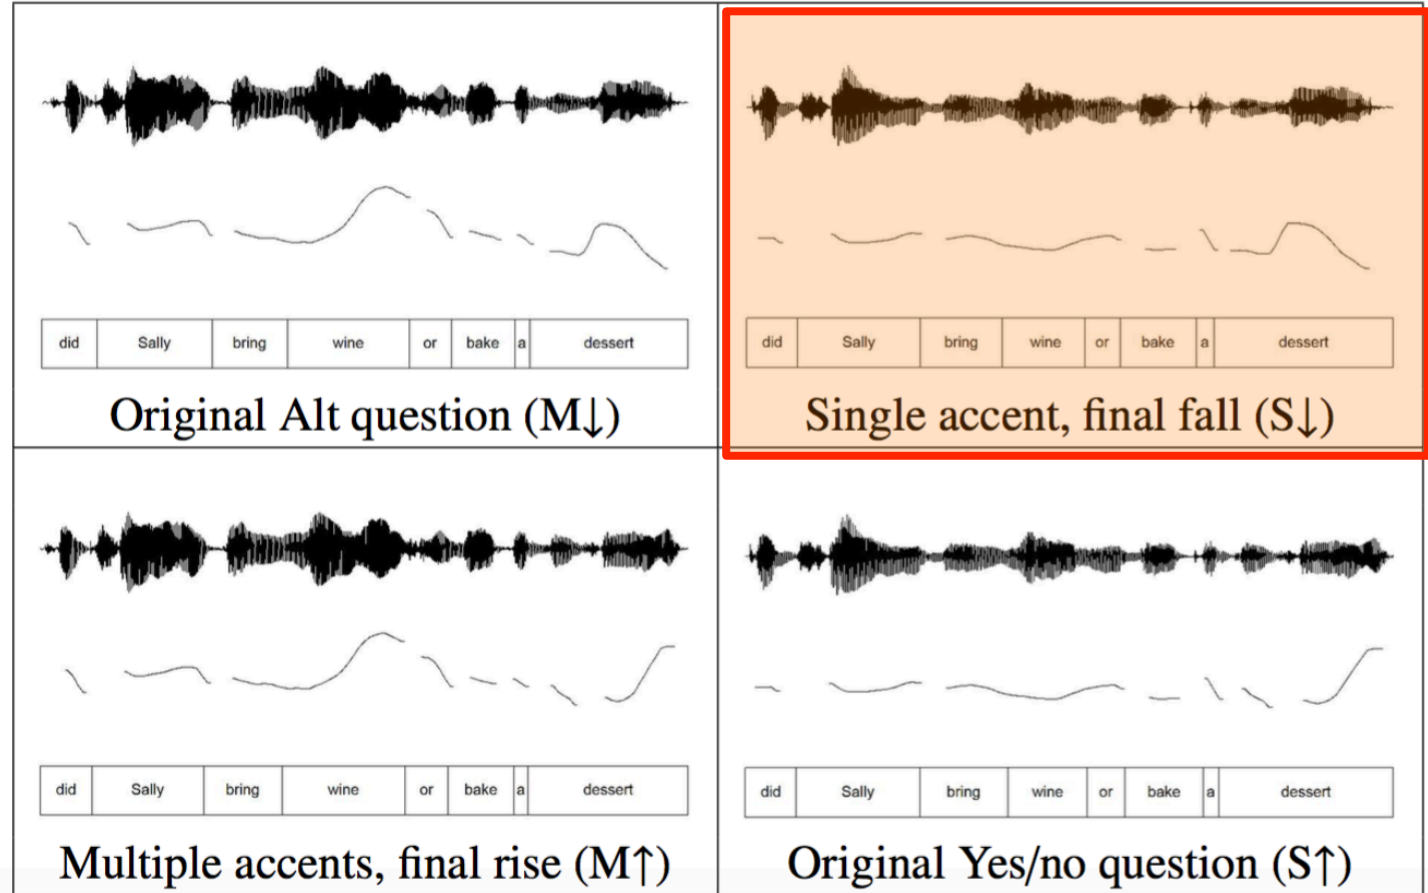 did Sally bring wine or bake a dessert
Original Alt question (M↓)
did Sally bring wine or bake a dessert
Single accent, final fall (S↓)
did Sally bring wine or bake a dessert
Multiple accents, final rise (M↑)
did Sally bring wine or bake a dessert
Original Yes/no question (S↑)